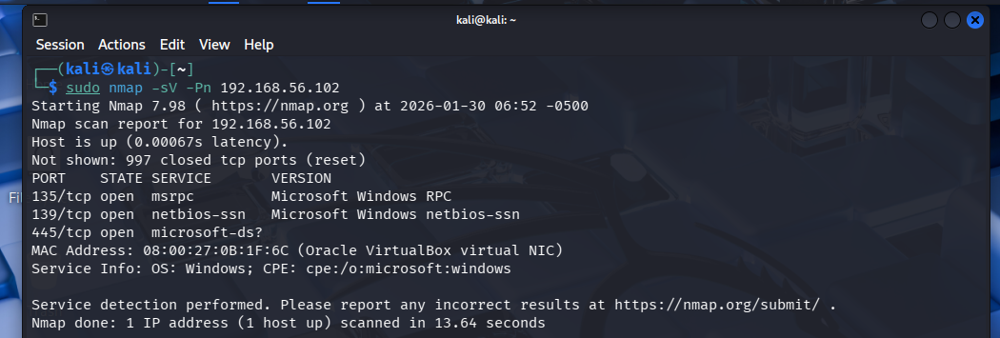 kali@kali: ~
Session Actions Edit View Help
┌──(kali㉿kali)-[~]
└─$ sudo nmap -sV -Pn 192.168.56.102
Starting Nmap 7.98 ( https://nmap.org ) at 2026-01-30 06:52 -0500
Nmap scan report for 192.168.56.102
Host is up (0.00067s latency).
Not shown: 997 closed tcp ports (reset)
PORT    STATE SERVICE       VERSION
135/tcp open  msrpc         Microsoft Windows RPC
139/tcp open  netbios-ssn   Microsoft Windows netbios-ssn
445/tcp open  microsoft-ds?
MAC Address: 08:00:27:0B:1F:6C (Oracle VirtualBox virtual NIC)
Service Info: OS: Windows; CPE: cpe:/o:microsoft:windows
Service detection performed. Please report any incorrect results at https://nmap.org/submit/ .
Nmap done: 1 IP address (1 host up) scanned in 13.64 seconds